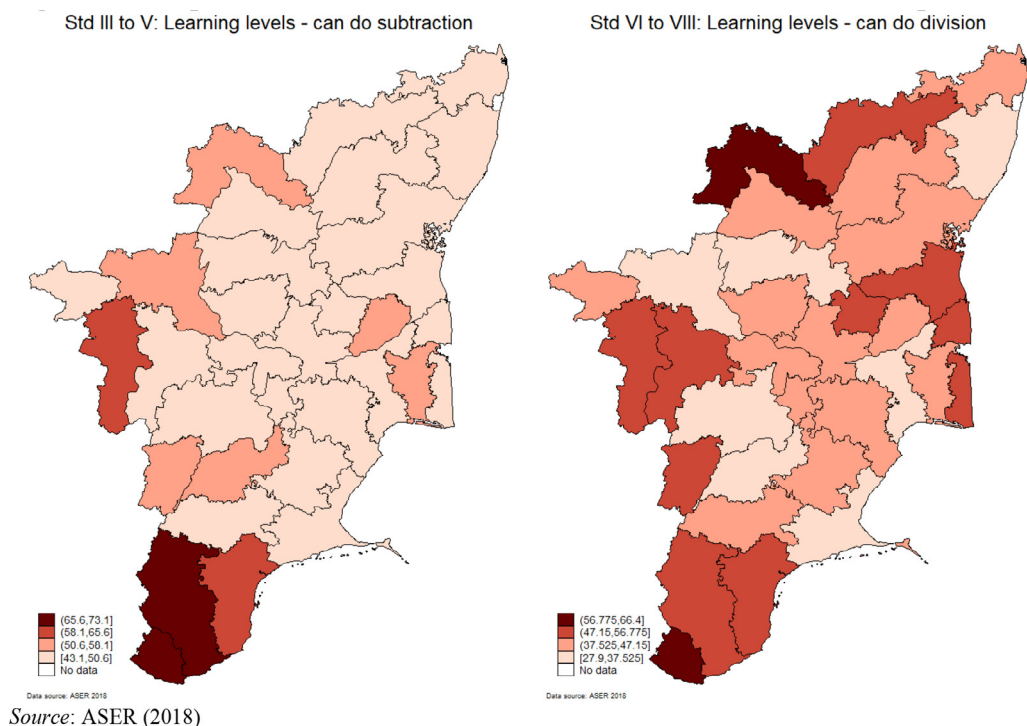 Std III to V: Learning levels - can do subtraction
Std VI to VIII: Learning levels - can do division
(65.6,73.1]
(58.1,65.6]
(50.6,58.1]
[43.1,50.6]
No data
Data source: ASER 2018
(56.775,66.4]
(47.15,56.775]
(37.525,47.15]
[27.9,37.525]
No data
Data source: ASER 2018
Source: ASER (2018)